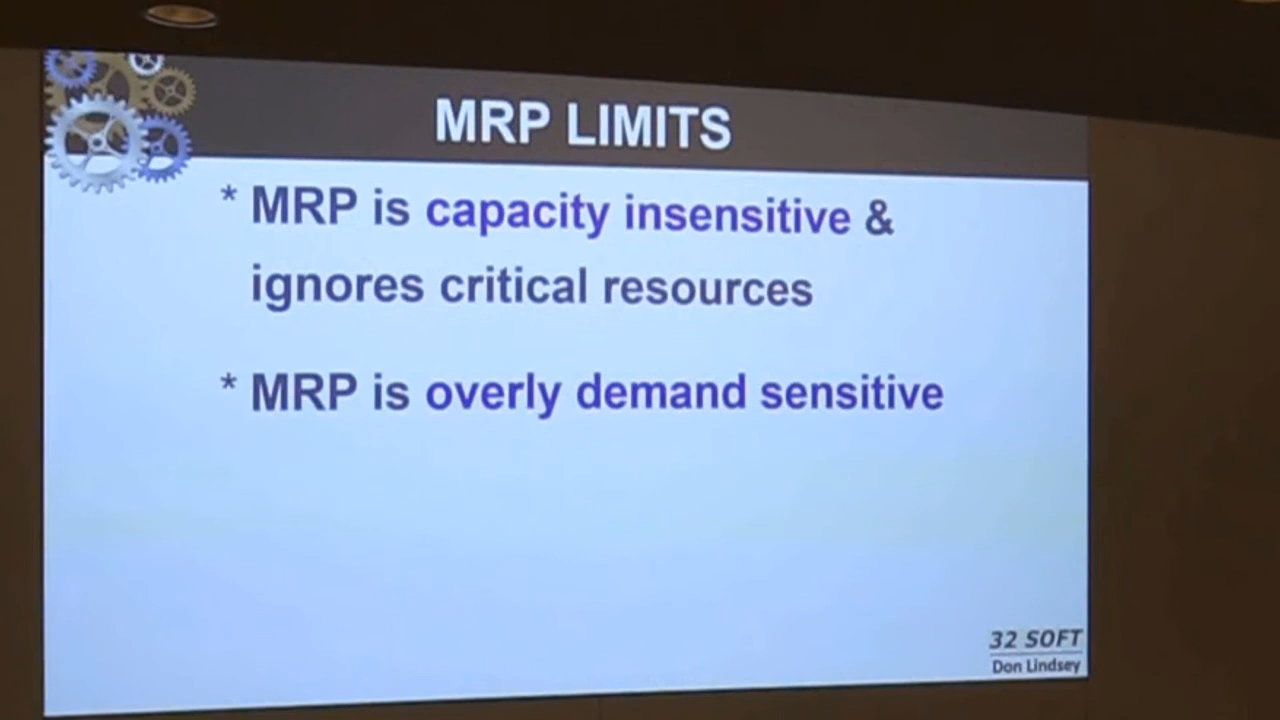 MRP LIMITS
* MRP is capacity insensitive &
ignores critical resources
* MRP is overly demand sensitive
32 SOFT
Don Lindsey